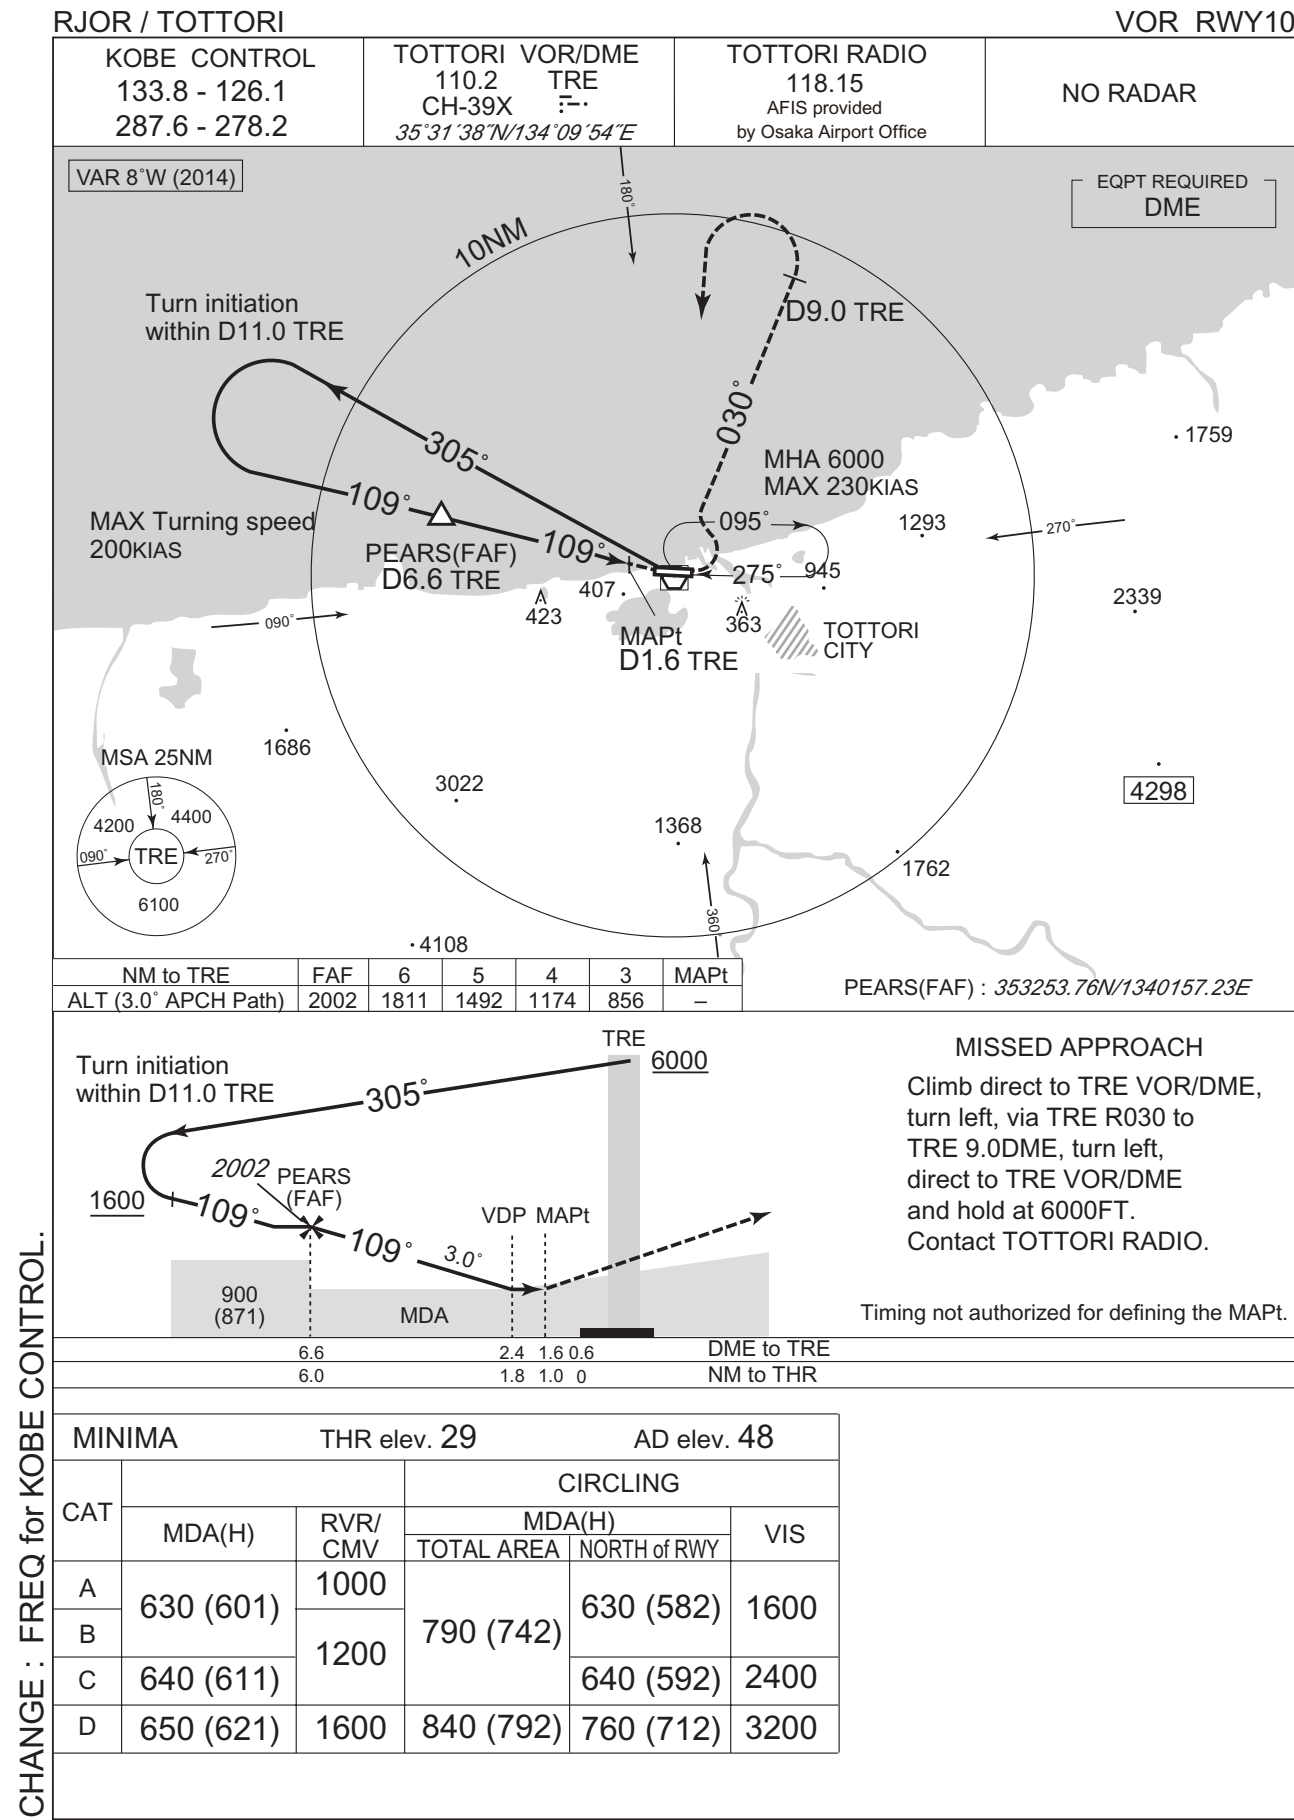 RJOR / TOTTORI
VOR RWY10
KOBE CONTROL
133.8 - 126.1
287.6 - 278.2
TOTTORI VOR/DME
110.2 TRE
CH-39X
35°31´38˝N/134°09´54˝E
TOTTORI RADIO
118.15
AFIS provided
by Osaka Airport Office
NO RADAR
VAR 8°W (2014)
EQPT REQUIRED
DME
180°
10NM
Turn initiation
within D11.0 TRE
D9.0 TRE
030°
305°
1759
MHA 6000
MAX 230KIAS
109°
MAX Turning speed
200KIAS
095°
1293
270°
PEARS(FAF)
D6.6 TRE
109°
275°
945
407
423
363
2339
090°
MAPt
D1.6 TRE
TOTTORI
CITY
1686
MSA 25NM
180°
4200
4400
090°
TRE
270°
6100
3022
4298
1368
1762
360°
4108
NM to TRE FAF 6 5 4 3 MAPt
ALT (3.0° APCH Path) 2002 1811 1492 1174 856 –
PEARS(FAF) : 353253.76N/1340157.23E
TRE
6000
Turn initiation
within D11.0 TRE
305°
2002
PEARS
(FAF)
1600
109°
VDP MAPt
109°
3.0°
900
(871)
MDA
MISSED APPROACH
Climb direct to TRE VOR/DME,
turn left, via TRE R030 to
TRE 9.0DME, turn left,
direct to TRE VOR/DME
and hold at 6000FT.
Contact TOTTORI RADIO.
Timing not authorized for defining the MAPt.
6.6 2.4 1.6 0.6 DME to TRE
6.0 1.8 1.0 0 NM to THR
MINIMA THR elev. 29 AD elev. 48
CAT
CIRCLING
MDA(H)
RVR/
CMV
MDA(H)
TOTAL AREA NORTH of RWY
VIS
A 630 (601) 1000 790 (742) 630 (582) 1600
B 1200
C 640 (611) 640 (592) 2400
D 650 (621) 1600 840 (792) 760 (712) 3200
CHANGE : FREQ for KOBE CONTROL.